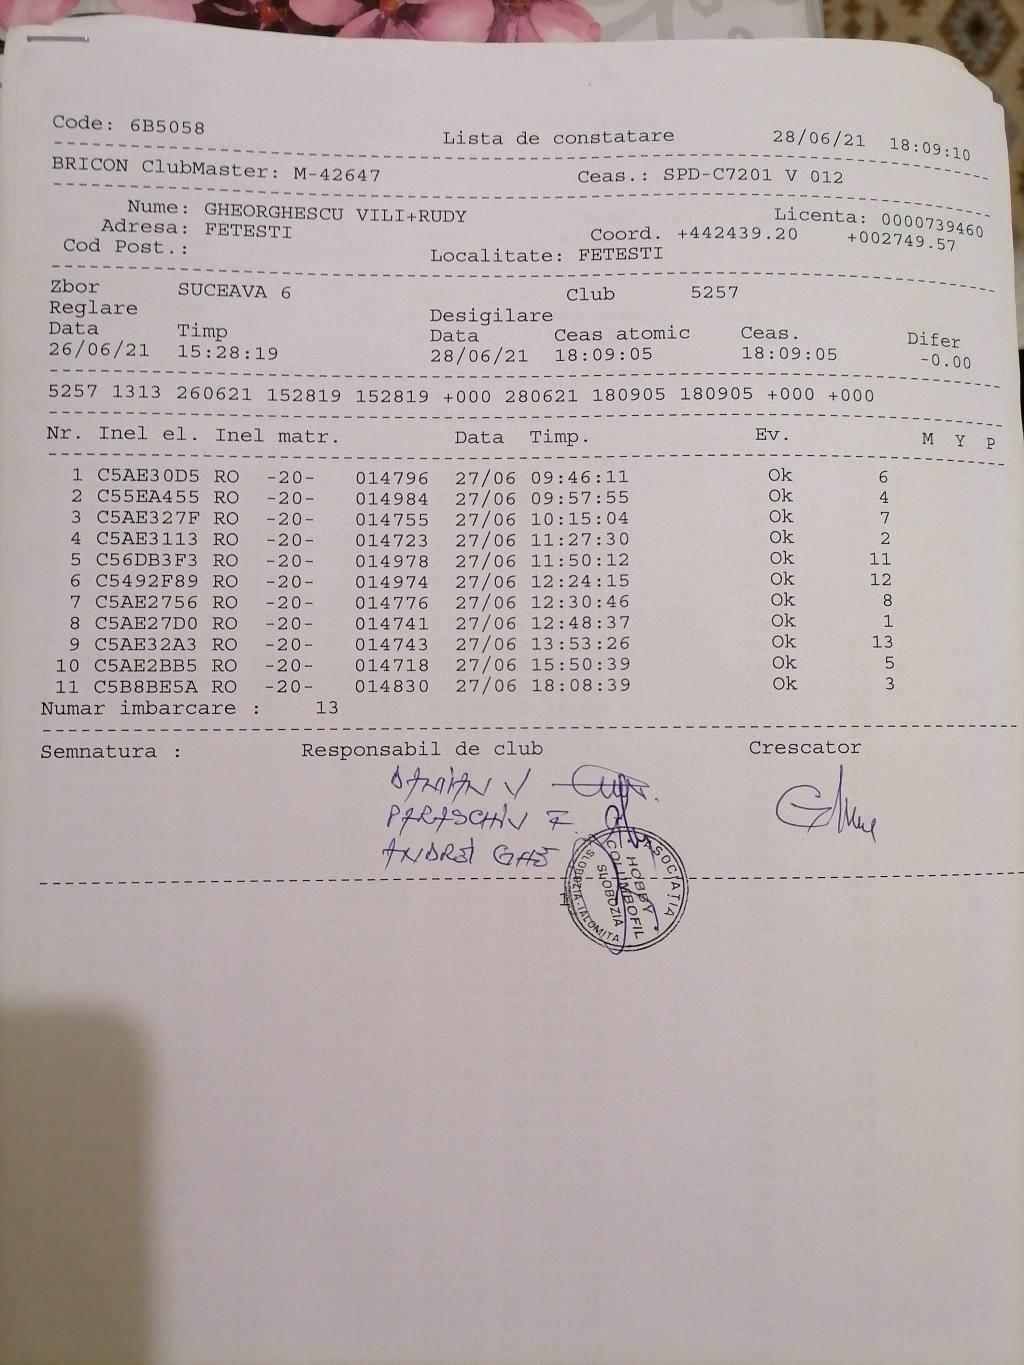 Code: 6B5058 Lista de constatare 28/06/21 18:09:10
BRICON ClubMaster: M-42647 Ceas.: SPD-C7201 V 012
Nume: GHEORGHESCU VILI+RUDY Licenta: 0000739460
Adresa: FETESTI Coord. +442439.20 +002749.57
Cod Post.: Localitate: FETESTI
Zbor SUCEAVA 6 Club 5257
Reglare Desigilare
Data Timp Data Ceas atomic Ceas. Difer
26/06/21 15:28:19 28/06/21 18:09:05 18:09:05 -0.00
5257 1313 260621 152819 152819 +000 280621 180905 180905 +000 +000
Nr. Inel el. Inel matr. Data Timp. Ev. M Y P
1 C5AE30D5 RO -20- 014796 27/06 09:46:11 Ok 6
2 C55EA455 RO -20- 014984 27/06 09:57:55 Ok 4
3 C5AE327F RO -20- 014755 27/06 10:15:04 Ok 7
4 C5AE3113 RO -20- 014723 27/06 11:27:30 Ok 2
5 C56DB3F3 RO -20- 014978 27/06 11:50:12 Ok 11
6 C5492F89 RO -20- 014974 27/06 12:24:15 Ok 12
7 C5AE2756 RO -20- 014776 27/06 12:30:46 Ok 8
8 C5AE27D0 RO -20- 014741 27/06 12:48:37 Ok 1
9 C5AE32A3 RO -20- 014743 27/06 13:53:26 Ok 13
10 C5AE2BB5 RO -20- 014718 27/06 15:50:39 Ok 5
11 C5B8BE5A RO -20- 014830 27/06 18:08:39 Ok 3
Numar imbarcare : 13
Semnatura : Responsabil de club Crescator
DAMIAN V
PARASCHIV F.
ANDREI GHE
ASOCIATIA
HOBBY
COLUMBOFIL
SLOBOZIA
SLOBOZIA-IALOMITA
1